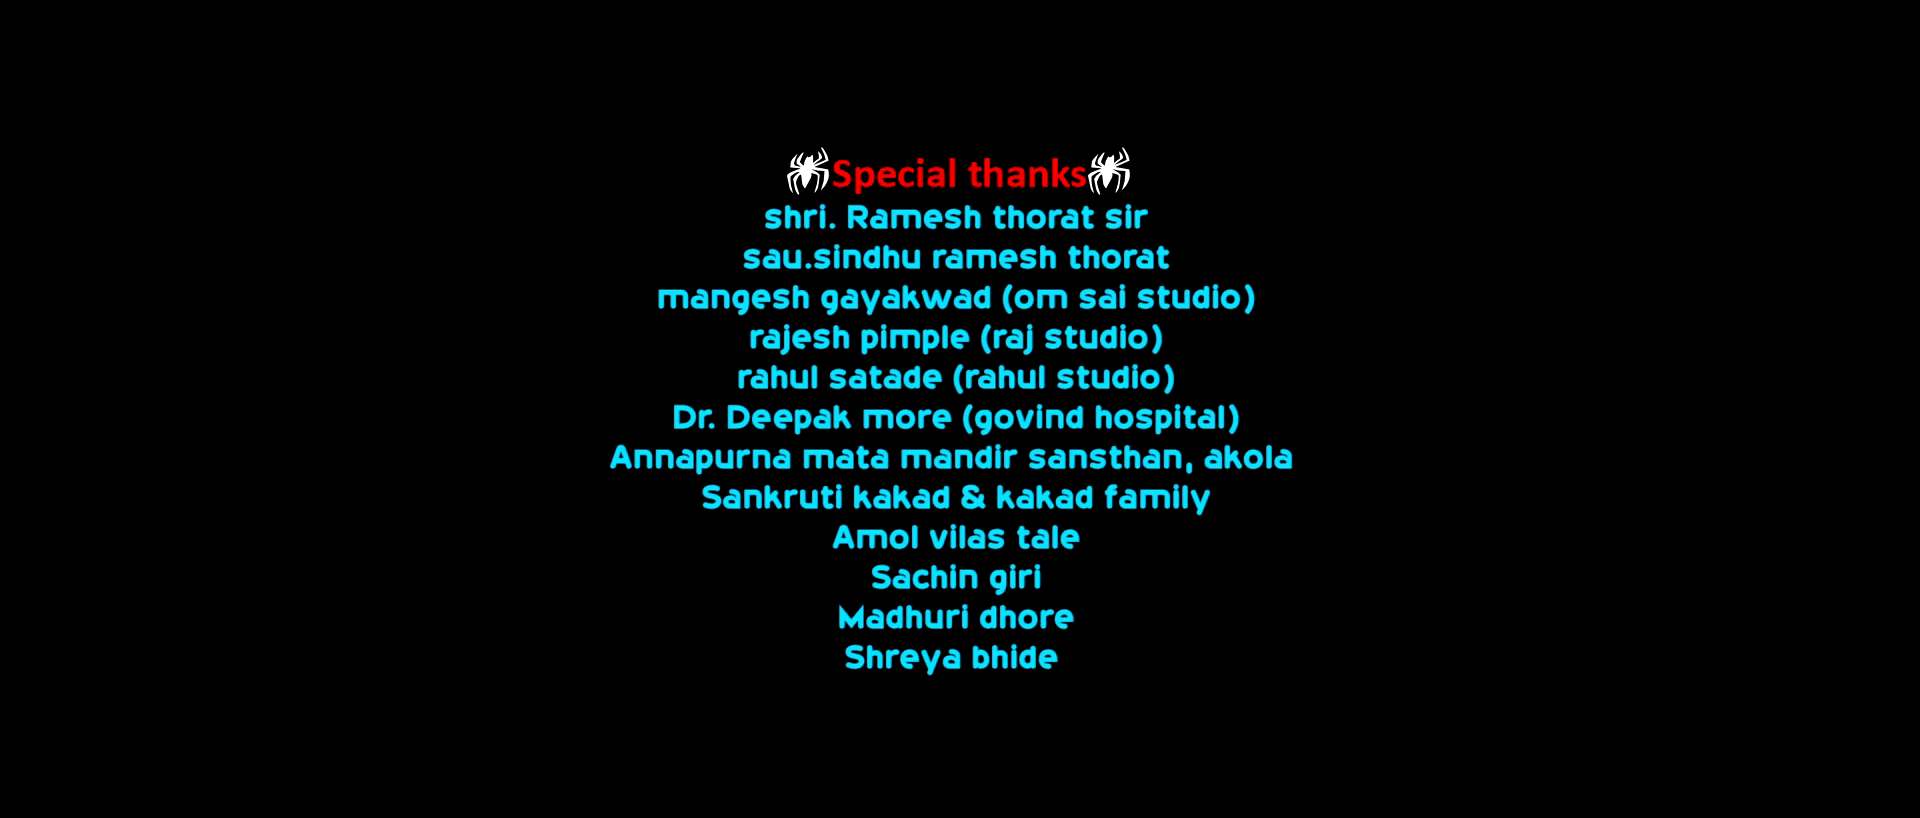 Special thanks
shri. Ramesh thorat sir
sau.sindhu ramesh thorat
mangesh gayakwad (om sai studio)
rajesh pimple (raj studio)
rahul satade (rahul studio)
Dr. Deepak more (govind hospital)
Annapurna mata mandir sansthan, akola
Sankruti kakad & kakad family
Amol vilas tale
Sachin giri
Madhuri dhore
Shreya bhide